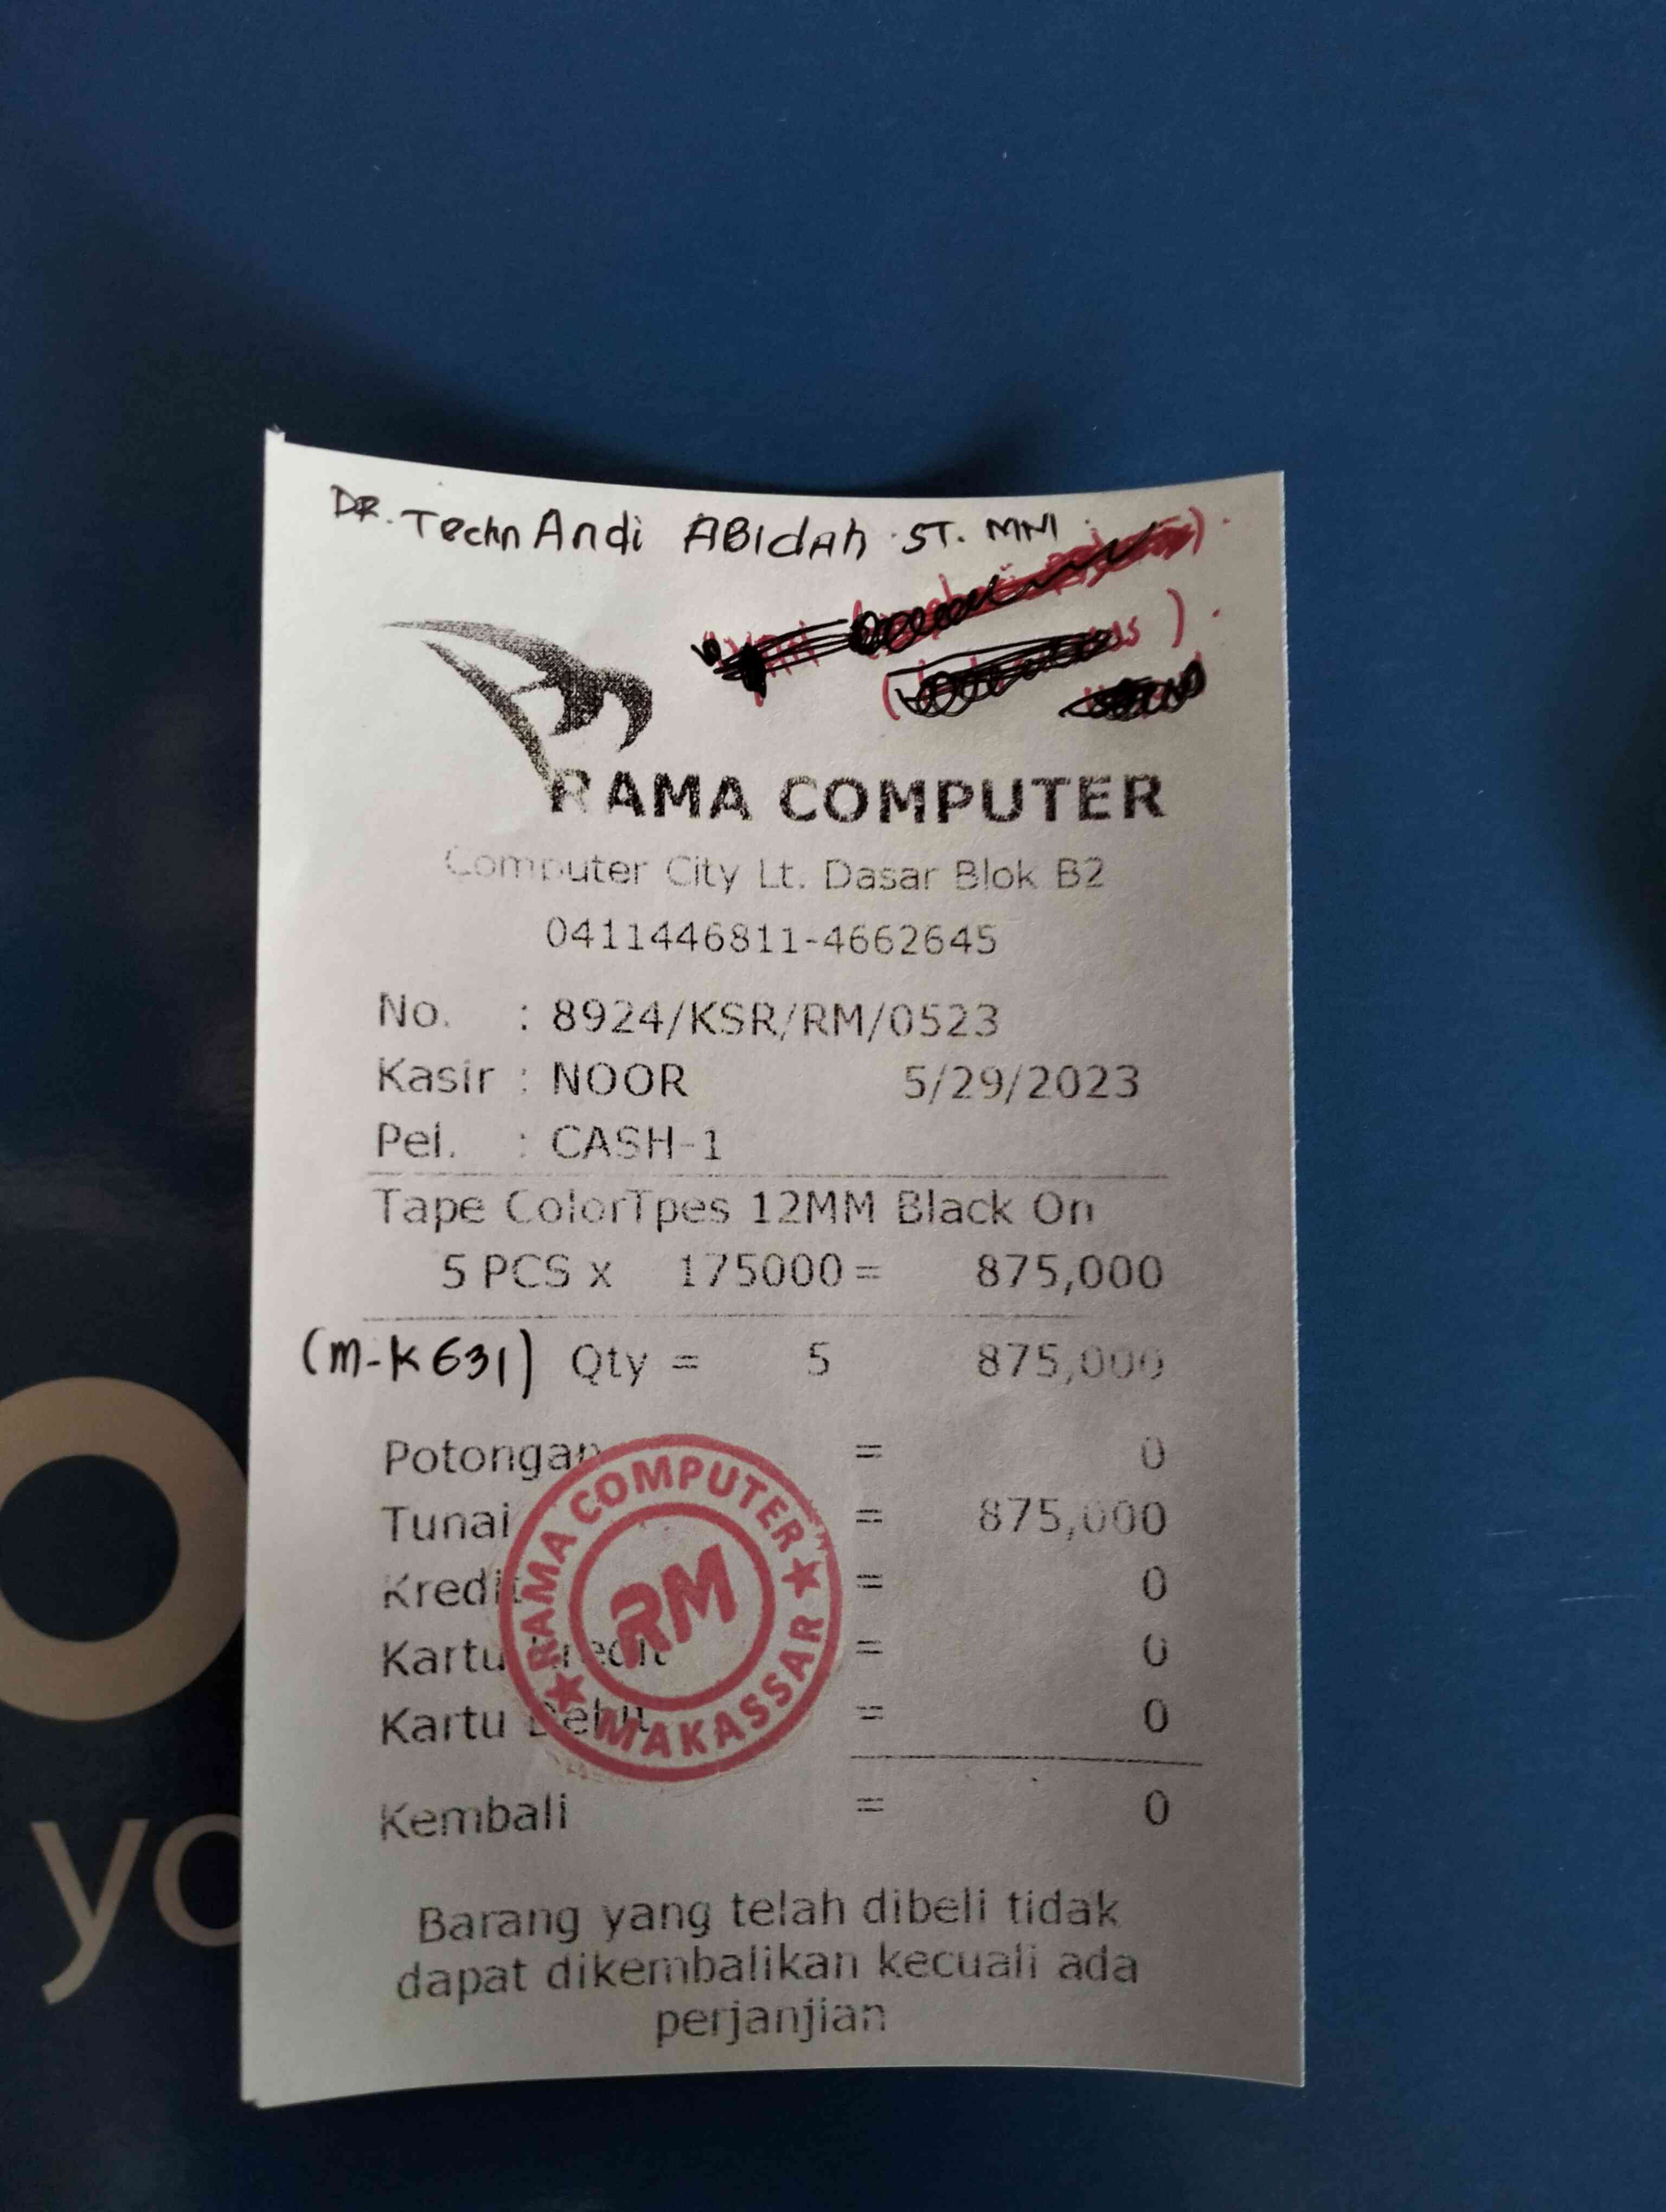 DR. Techn Andi ABIdAh ST. MM
RAMA COMPUTER
Computer City Lt. Dasar Blok B2
0411446811-4662645
No. : 8924/KSR/RM/0523
Kasir : NOOR 5/29/2023
Pel. : CASH-1
Tape ColorTpes 12MM Black On
5 PCS x 175000 = 875,000
(m-k631) Qty = 5 875,000
Potongan = 0
Tunai = 875,000
Kredit = 0
Kartu Kredit = 0
Kartu Debit = 0
Kembali = 0
RAMA COMPUTER
RM
MAKASSAR
Barang yang telah dibeli tidak
dapat dikembalikan kecuali ada
perjanjian
yo